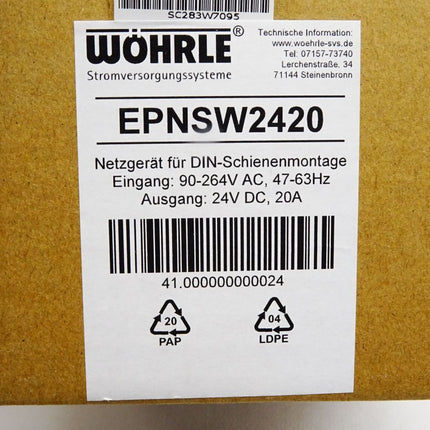 SC283W7095
WÖHRLE®
Stromversorgungssysteme
Technische Information:
www.woehrle-svs.de
Tel: 07157-73740
Lerchenstraße, 34
71144 Steinenbronn
EPNSW2420
Netzgerät für DIN-Schienenmontage
Eingang: 90-264V AC, 47-63Hz
Ausgang: 24V DC, 20A
41.000000000024
20
PAP
04
LDPE